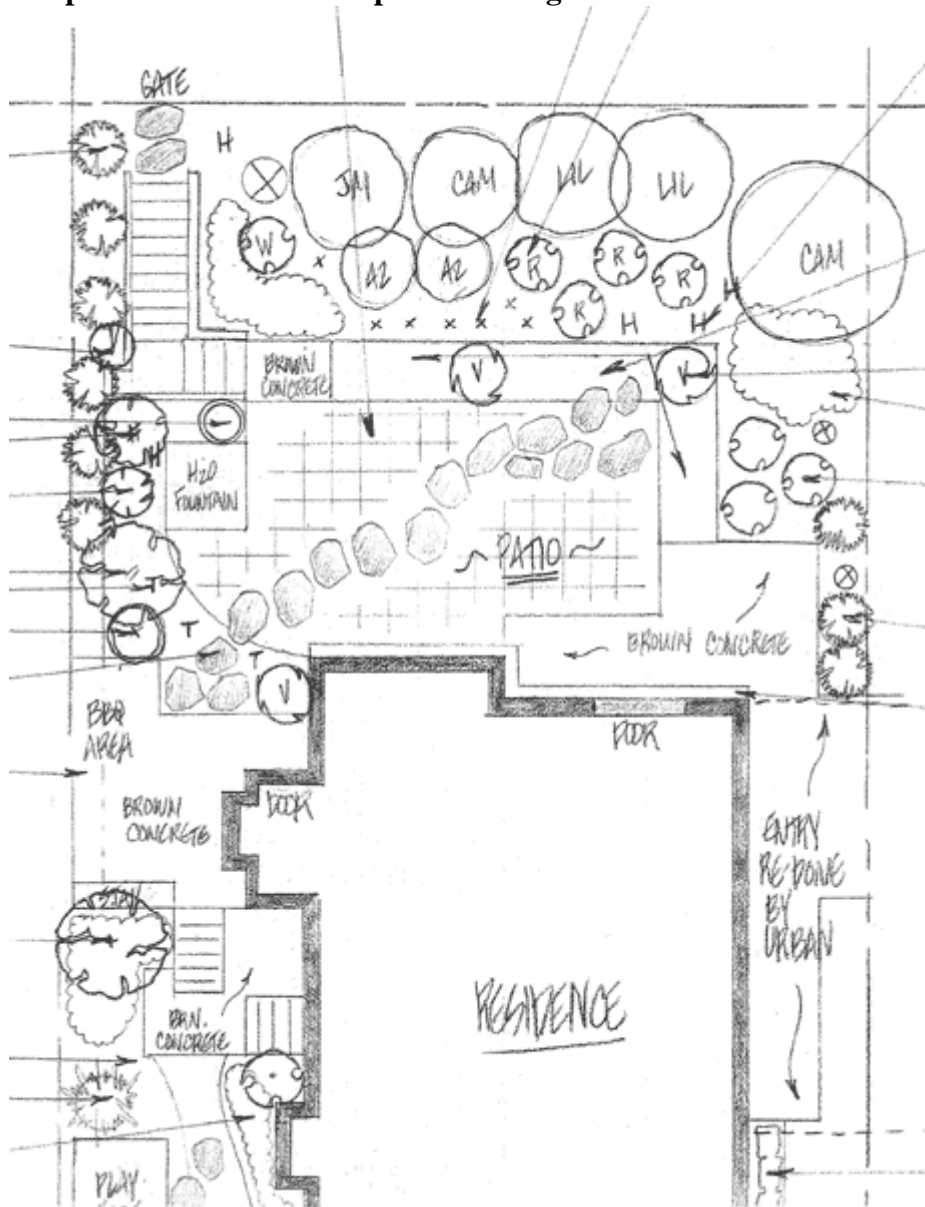 GATE
H
JM
CAM
LIL
LIL
CAM
W
AZ
AZ
R
R
R
R
H
H
H
X
X X X X X
X
BROWN
CONCRETE
V
V
H
H2O
FOUNTAIN
~ PATIO ~
T
T
T
V
BROWN CONCRETE
DOOR
BBQ
AREA
DOOR
BROWN
CONCRETE
ENTRY
RE-DONE
BY
URBAN
RESIDENCE
BRN.
CONCRETE
PLAY